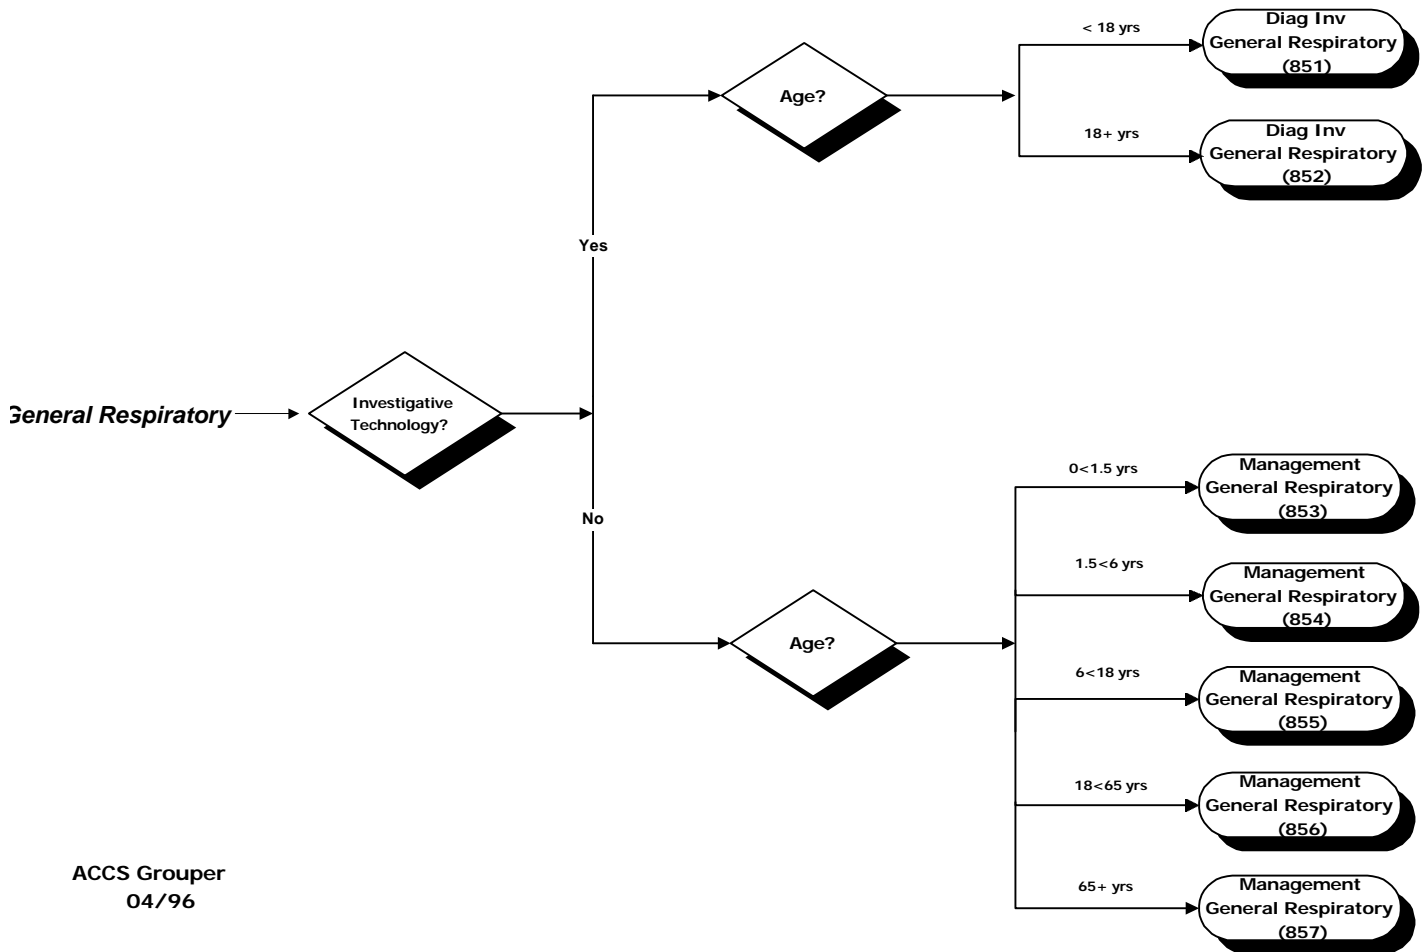 < 18 yrs
Diag Inv
General Respiratory
(851)
Age?
18+ yrs
Diag Inv
General Respiratory
(852)
Yes
General Respiratory
Investigative
Technology?
No
0<1.5 yrs
Management
General Respiratory
(853)
1.5<6 yrs
Management
General Respiratory
(854)
Age?
6<18 yrs
Management
General Respiratory
(855)
18<65 yrs
Management
General Respiratory
(856)
65+ yrs
Management
General Respiratory
(857)
ACCS Grouper
04/96